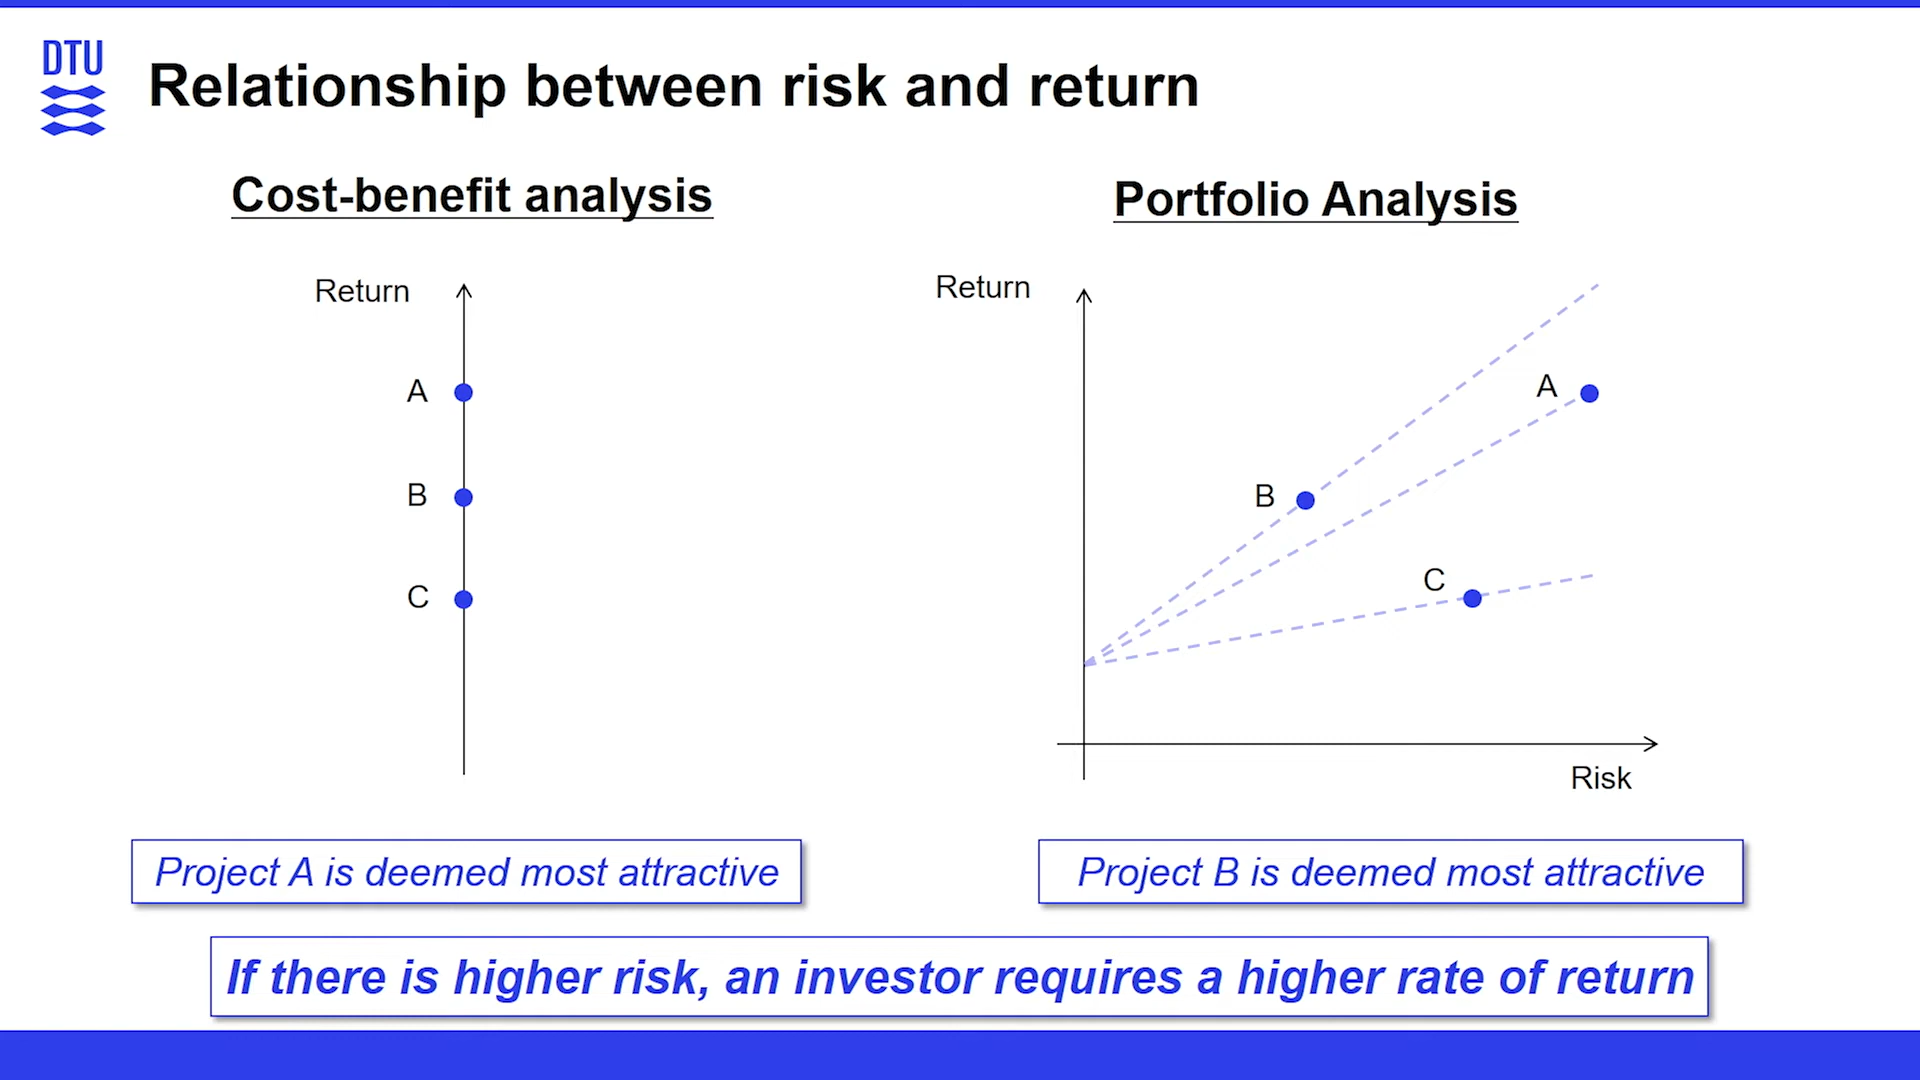 DTU
Relationship between risk and return
Cost-benefit analysis
Return
A
B
C
Project A is deemed most attractive
Portfolio Analysis
Return
A
B
C
Risk
Project B is deemed most attractive
If there is higher risk, an investor requires a higher rate of return